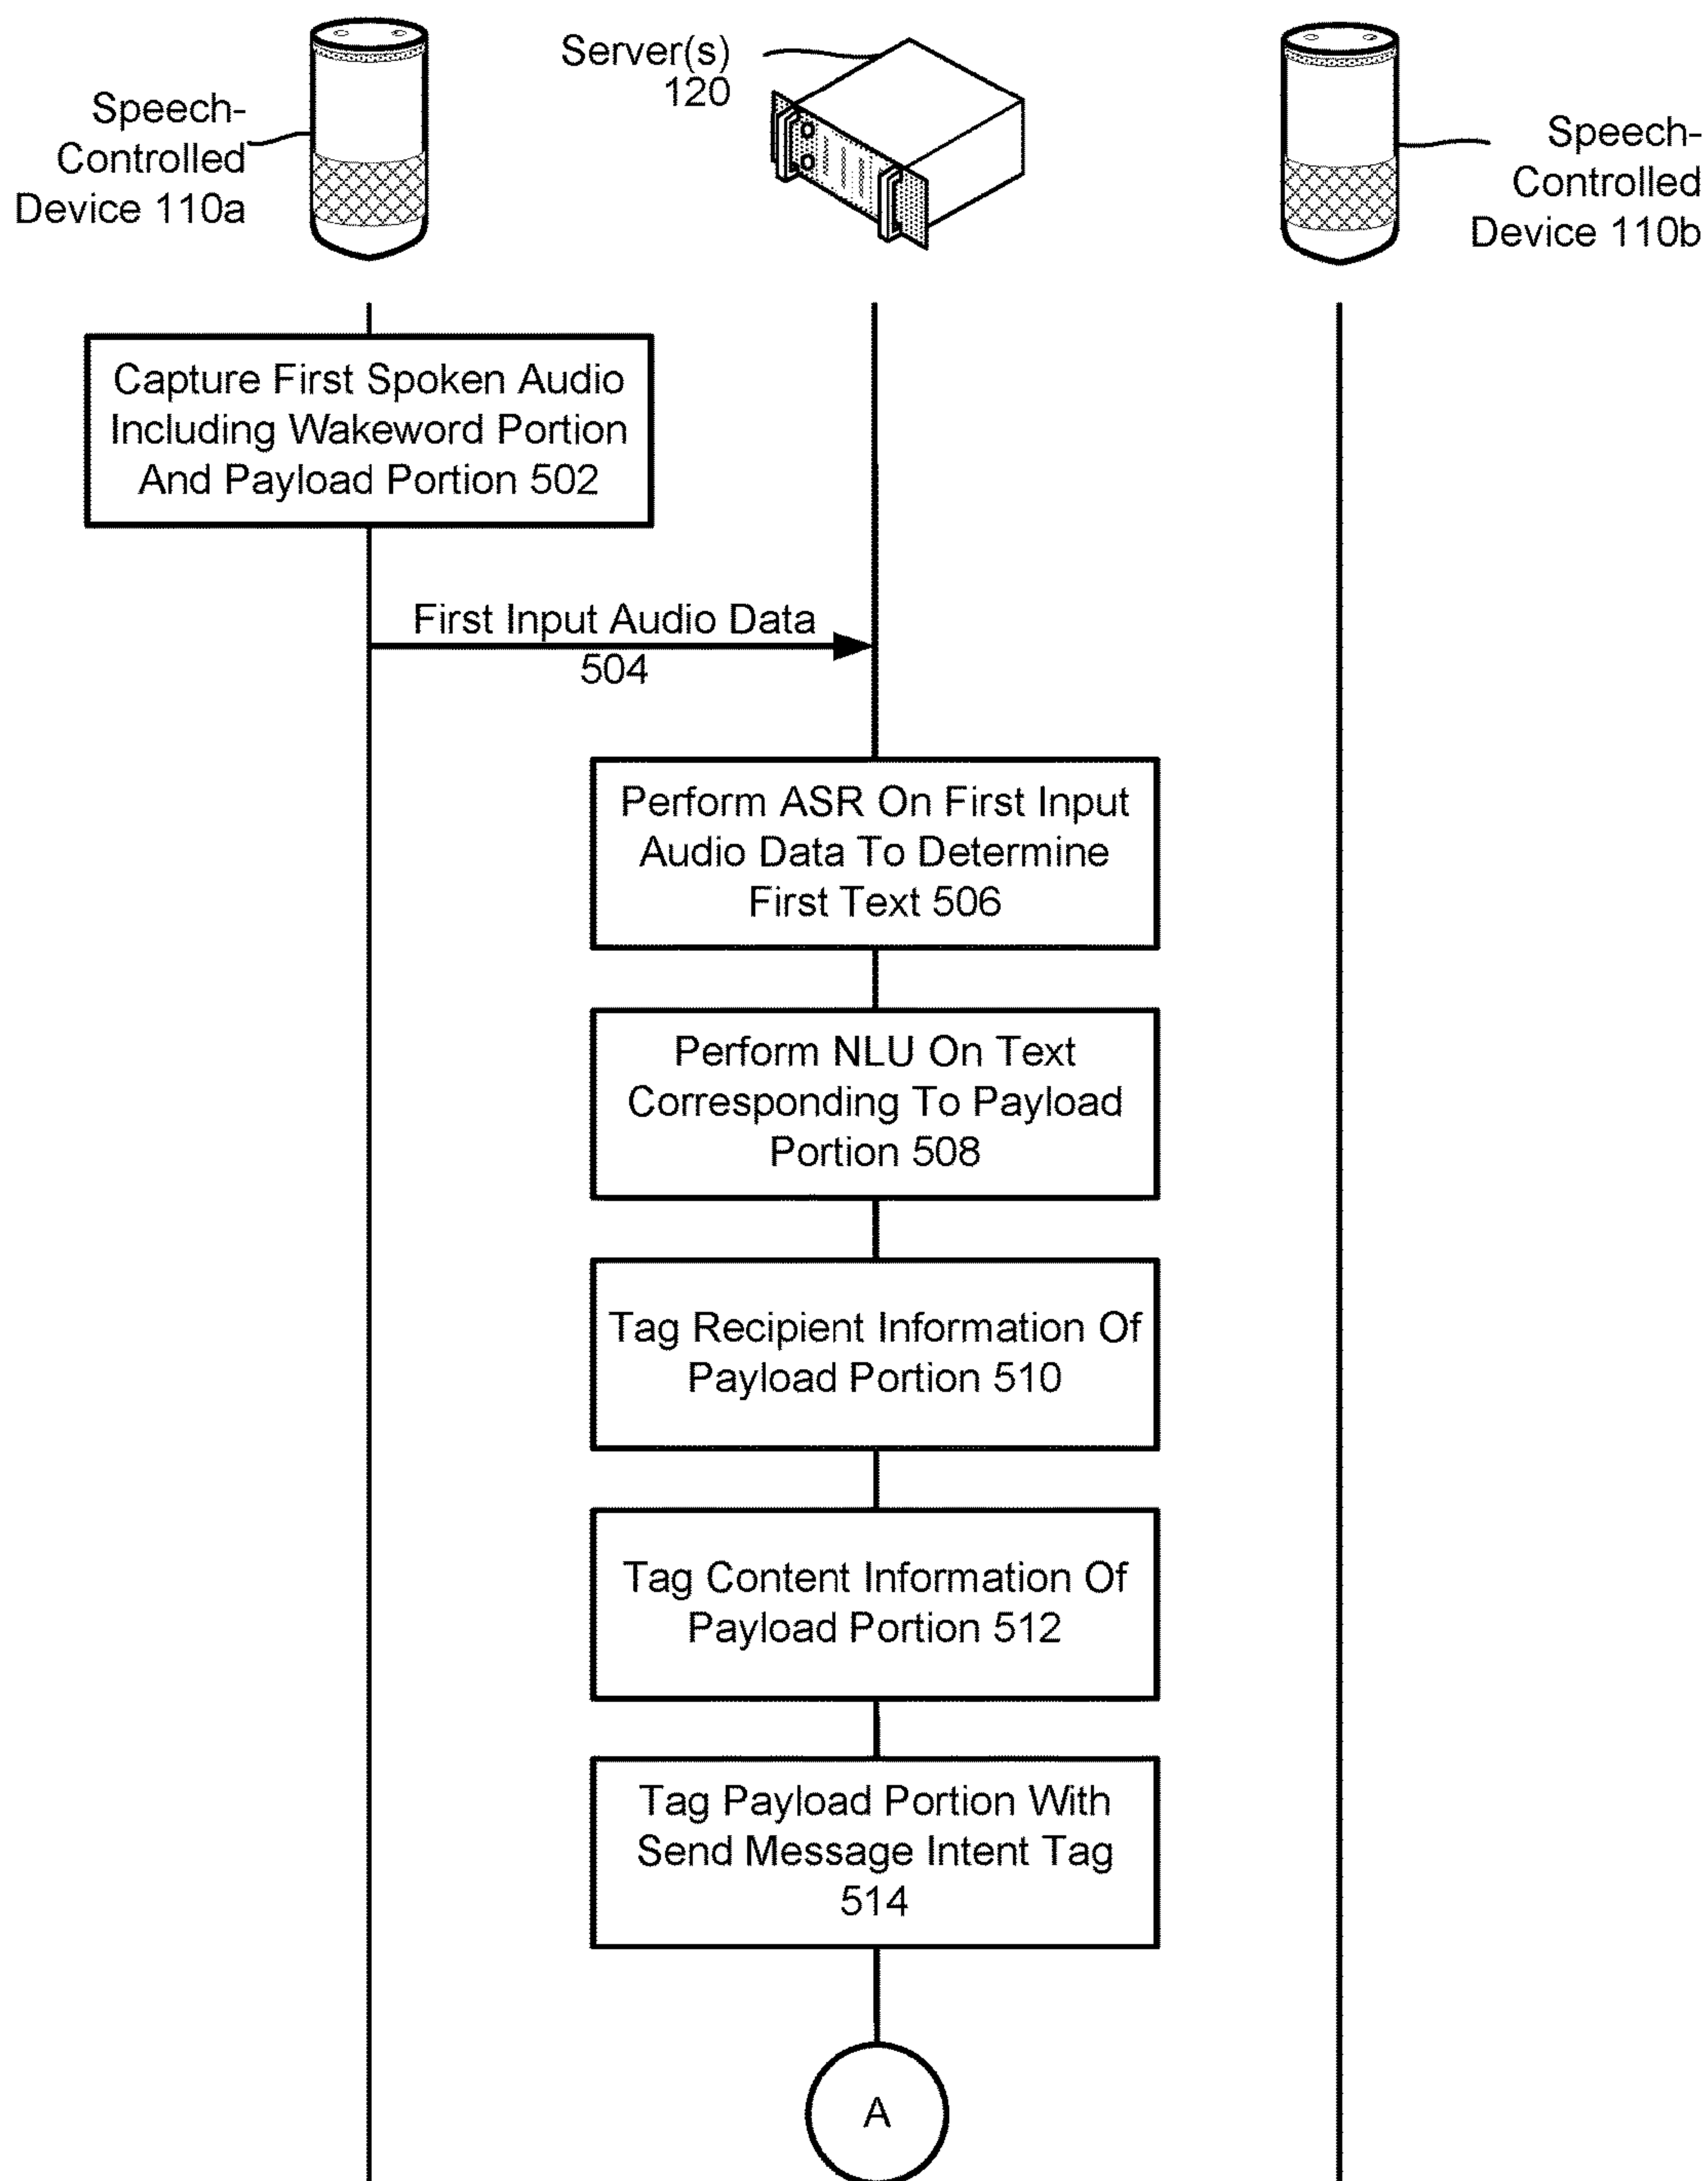 Speech-
Controlled
Device 110a
Server(s)
120
Speech-
Controlled
Device 110b
Capture First Spoken Audio
Including Wakeword Portion
And Payload Portion 502
First Input Audio Data
504
Perform ASR On First Input
Audio Data To Determine
First Text 506
Perform NLU On Text
Corresponding To Payload
Portion 508
Tag Recipient Information Of
Payload Portion 510
Tag Content Information Of
Payload Portion 512
Tag Payload Portion With
Send Message Intent Tag
514
A